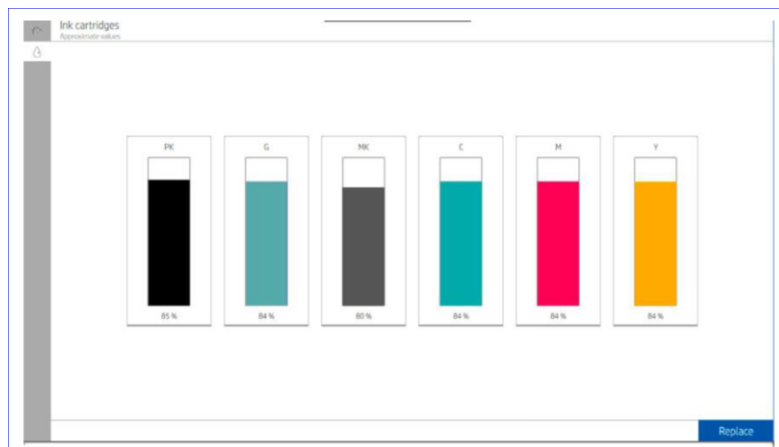 Ink cartridges
Approximate values
PK
G
MK
C
M
Y
85 %
84 %
80 %
84 %
84 %
84 %
Replace